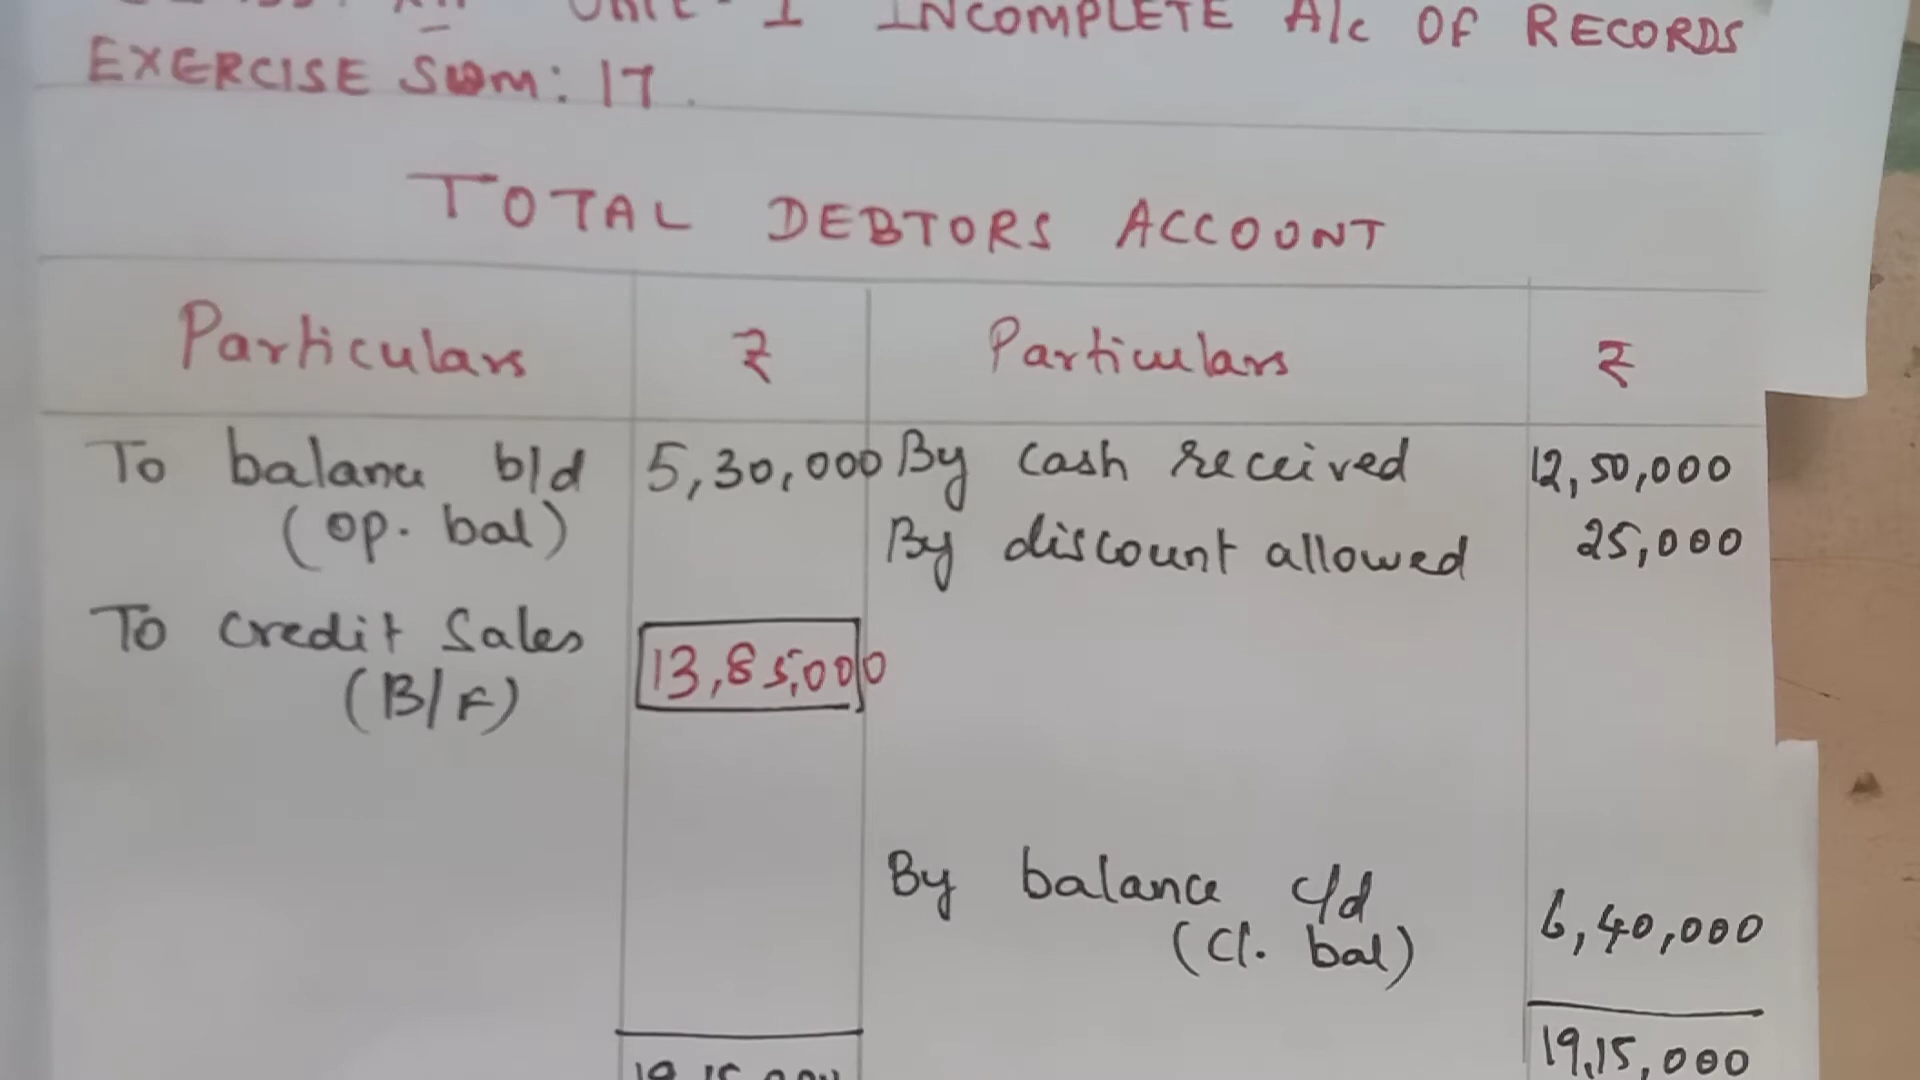 Unit - I INCOMPLETE A/c OF RECORDS
EXERCISE SUM: 17.
TOTAL DEBTORS ACCOUNT
Particulars ₹ Particulars ₹
To balance b/d 5,30,000 By cash received 12,50,000
(op. bal) By discount allowed 25,000
To credit Sales 13,85,000
(B/F)
By balance c/d 6,40,000
(Cl. bal)
19,15,000